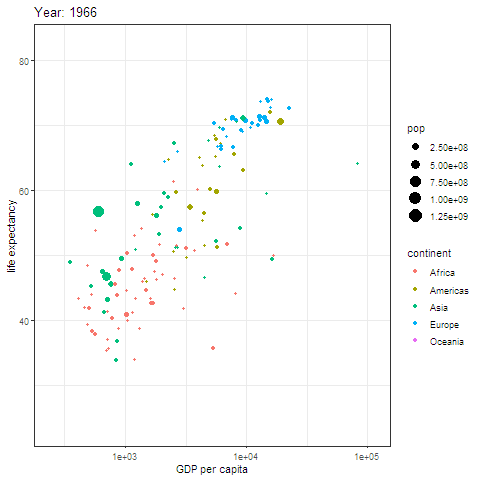 Year: 1966
80
60
40
life expectancy
1e+03
1e+04
1e+05
GDP per capita
pop
2.50e+08
5.00e+08
7.50e+08
1.00e+09
1.25e+09
continent
Africa
Americas
Asia
Europe
Oceania